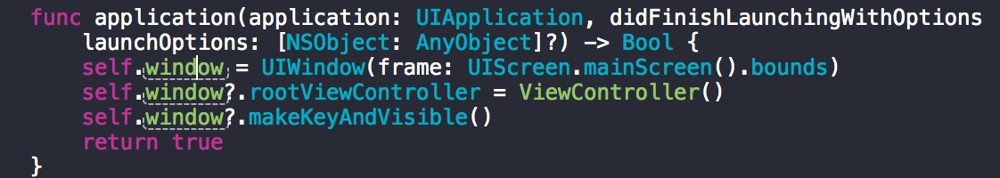 func application(application: UIApplication, didFinishLaunchingWithOptions
launchOptions: [NSObject: AnyObject]?) -> Bool {
self.window = UIWindow(frame: UIScreen.mainScreen().bounds)
self.window?.rootViewController = ViewController()
self.window?.makeKeyAndVisible()
return true
}